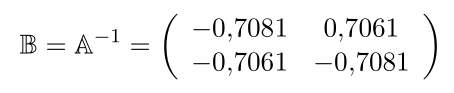 𝔹 = 𝔸⁻¹ = ( −0,7081 0,7061
−0,7061 −0,7081 )